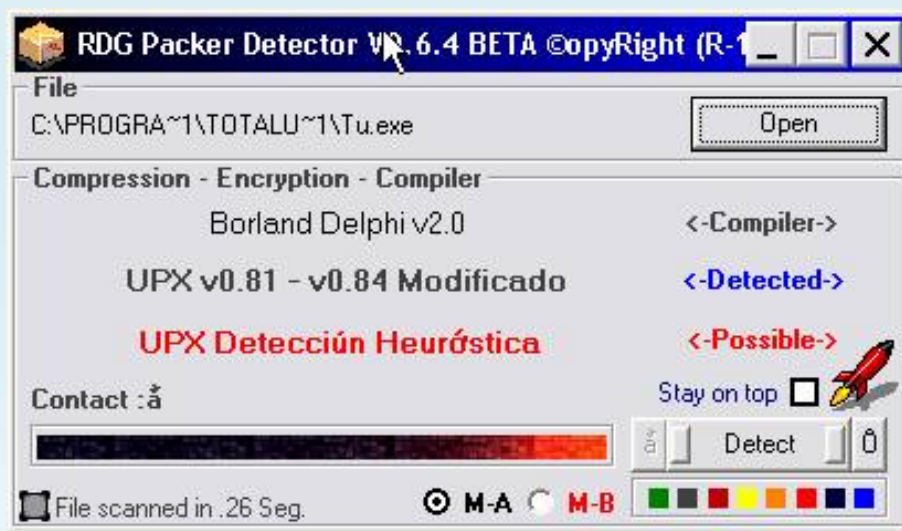 RDG Packer Detector V0.6.4 BETA ©opyRight (R-1
File
C:\PROGRA~1\TOTALU~1\Tu.exe
Open
Compression - Encryption - Compiler
Borland Delphi v2.0 <-Compiler->
UPX v0.81 - v0.84 Modificado <-Detected->
UPX Detecciún Heurớstica <-Possible->
Stay on top
Contact :ẩ
Detect Ô
File scanned in .26 Seg.
M-A M-B